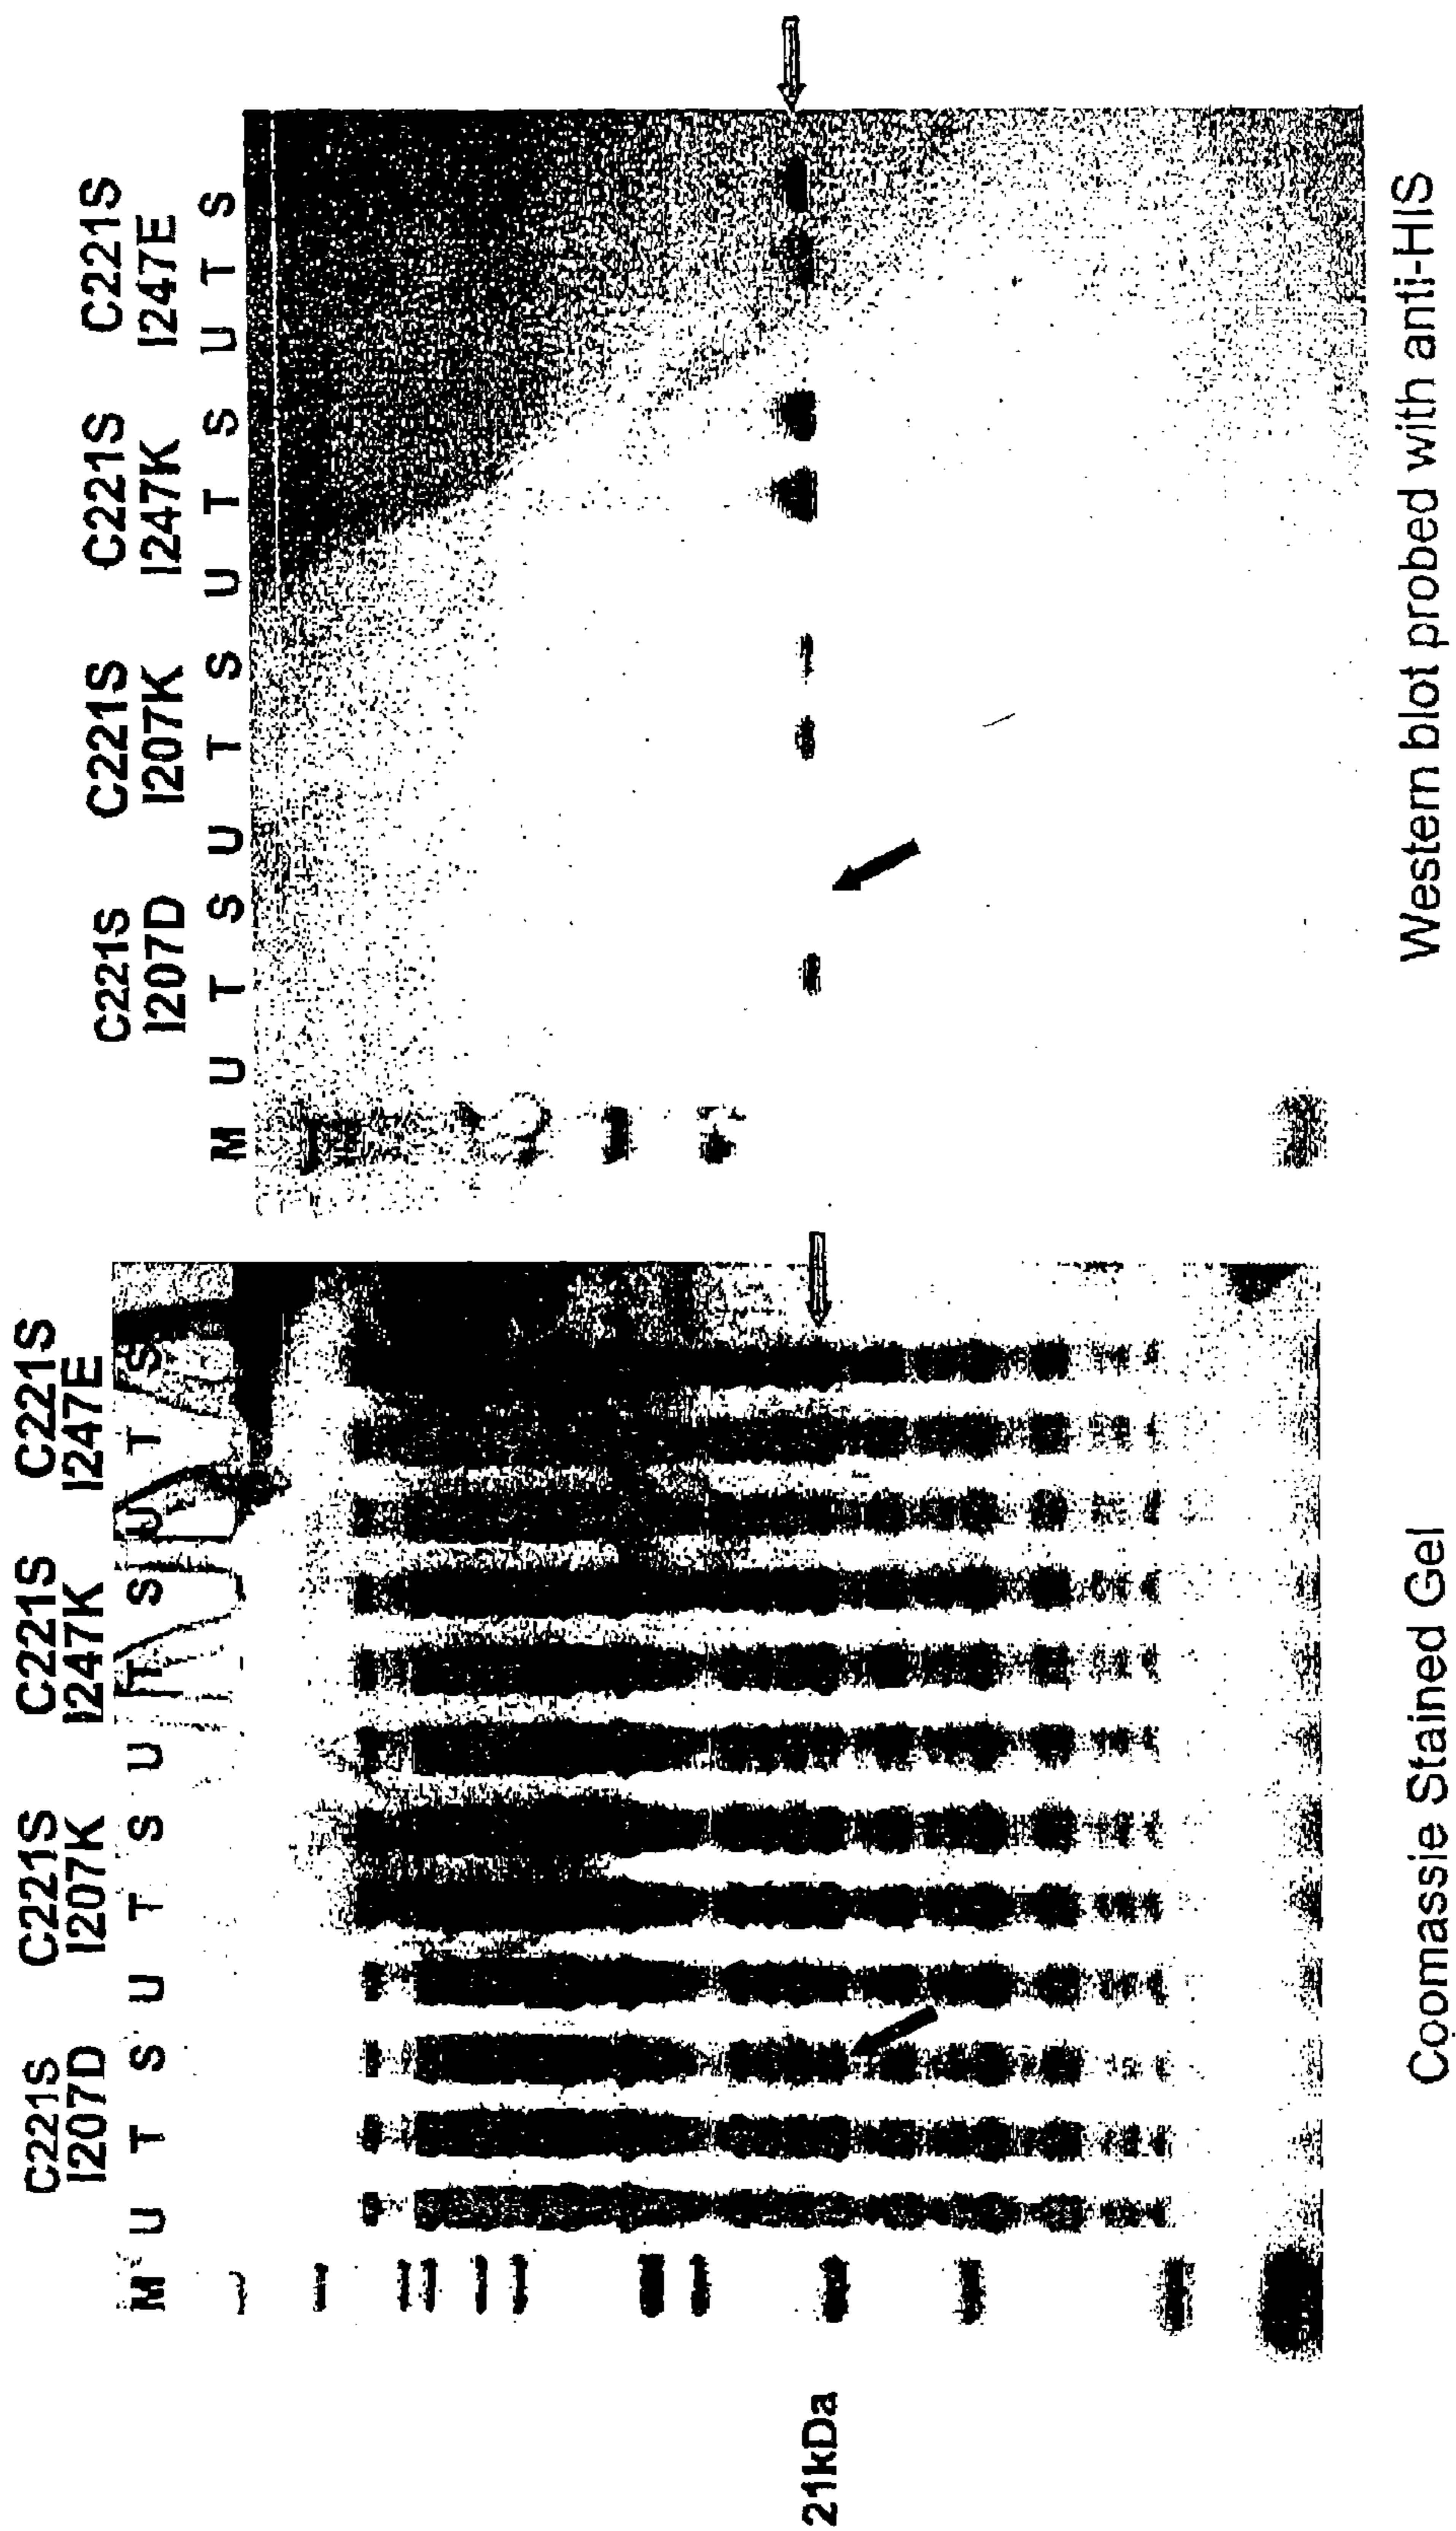 C221S C221S C221S C221S
I207D I207K I247K I247E
M U T S U T S U T S U T S
21kDa
Coomassie Stained Gel
C221S C221S C221S C221S
I207D I207K I247K I247E
M U T S U T S U T S U T S
Western blot probed with anti-HIS